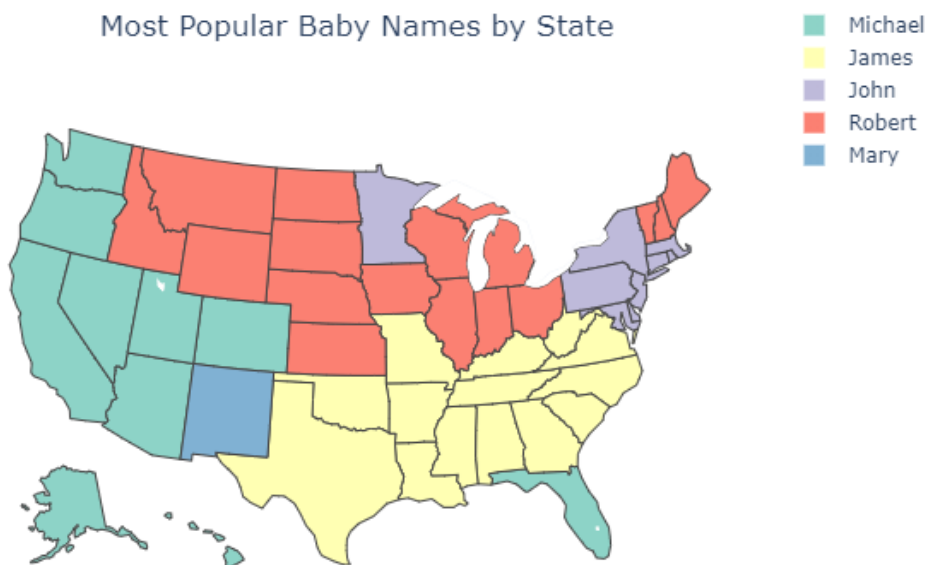 Most Popular Baby Names by State
Michael
James
John
Robert
Mary